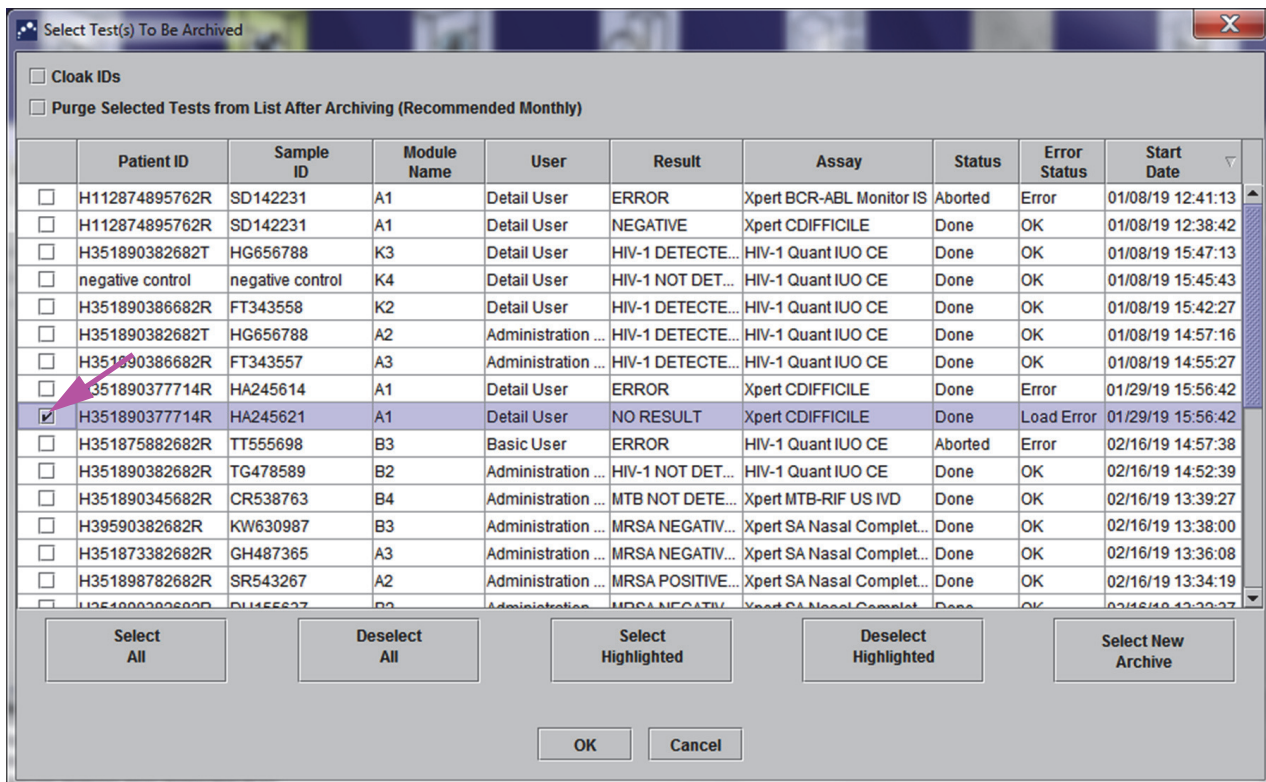 Select Test(s) To Be Archived
Cloak IDs
Purge Selected Tests from List After Archiving (Recommended Monthly)
Patient ID Sample ID Module Name User Result Assay Status Error Status Start Date
H112874895762R SD142231 A1 Detail User ERROR Xpert BCR-ABL Monitor IS Aborted Error 01/08/19 12:41:13
H112874895762R SD142231 A1 Detail User NEGATIVE Xpert CDIFFICILE Done OK 01/08/19 12:38:42
H351890382682T HG656788 K3 Detail User HIV-1 DETECTE... HIV-1 Quant IUO CE Done OK 01/08/19 15:47:13
negative control negative control K4 Detail User HIV-1 NOT DET... HIV-1 Quant IUO CE Done OK 01/08/19 15:45:43
H351890386682R FT343558 K2 Detail User HIV-1 DETECTE... HIV-1 Quant IUO CE Done OK 01/08/19 15:42:27
H351890382682T HG656788 A2 Administration ... HIV-1 DETECTE... HIV-1 Quant IUO CE Done OK 01/08/19 14:57:16
H351890386682R FT343557 A3 Administration ... HIV-1 DETECTE... HIV-1 Quant IUO CE Done OK 01/08/19 14:55:27
H351890377714R HA245614 A1 Detail User ERROR Xpert CDIFFICILE Done Error 01/29/19 15:56:42
H351890377714R HA245621 A1 Detail User NO RESULT Xpert CDIFFICILE Done Load Error 01/29/19 15:56:42
H351875882682R TT555698 B3 Basic User ERROR HIV-1 Quant IUO CE Aborted Error 02/16/19 14:57:38
H351890382682R TG478589 B2 Administration ... HIV-1 NOT DET... HIV-1 Quant IUO CE Done OK 02/16/19 14:52:39
H351890345682R CR538763 B4 Administration ... MTB NOT DETE... Xpert MTB-RIF US IVD Done OK 02/16/19 13:39:27
H39590382682R KW630987 B3 Administration ... MRSA NEGATIV... Xpert SA Nasal Complet... Done OK 02/16/19 13:38:00
H351873382682R GH487365 A3 Administration ... MRSA NEGATIV... Xpert SA Nasal Complet... Done OK 02/16/19 13:36:08
H351898782682R SR543267 A2 Administration ... MRSA POSITIVE... Xpert SA Nasal Complet... Done OK 02/16/19 13:34:19
Select All Deselect All Select Highlighted Deselect Highlighted Select New Archive
OK Cancel